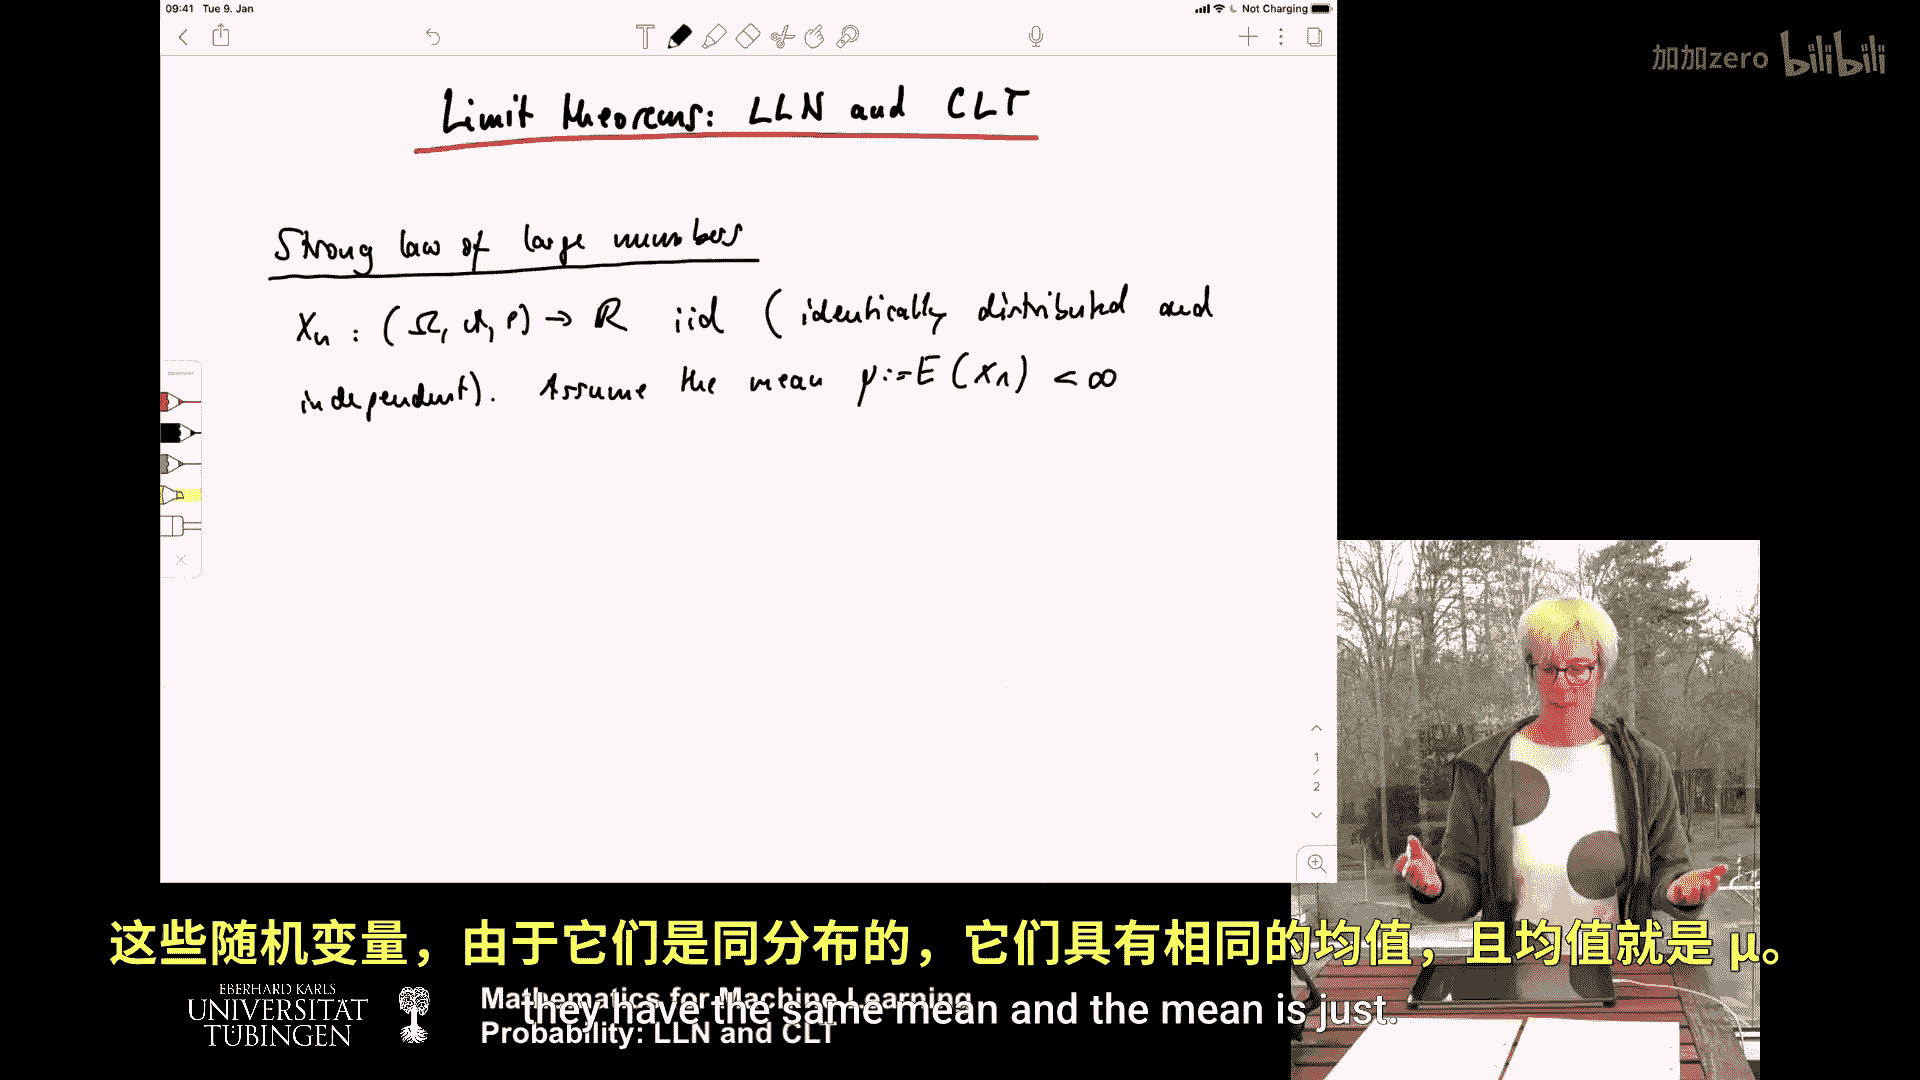 09:41 Tue 9. Jan
Not Charging
加加zero bilibili
Limit theorems: LLN and CLT
Strong law of large numbers
Xn : (Ω, 𝒜, P) → ℝ iid (identically distributed and
independent). Assume the mean μ := E(X1) < ∞
1
/
2
这些随机变量，由于它们是同分布的，它们具有相同的均值，且均值就是 μ。
they have the same mean and the mean is just.
EBERHARD KARLS
UNIVERSITÄT
TÜBINGEN
Mathematics for Machine Learning
Probability: LLN and CLT